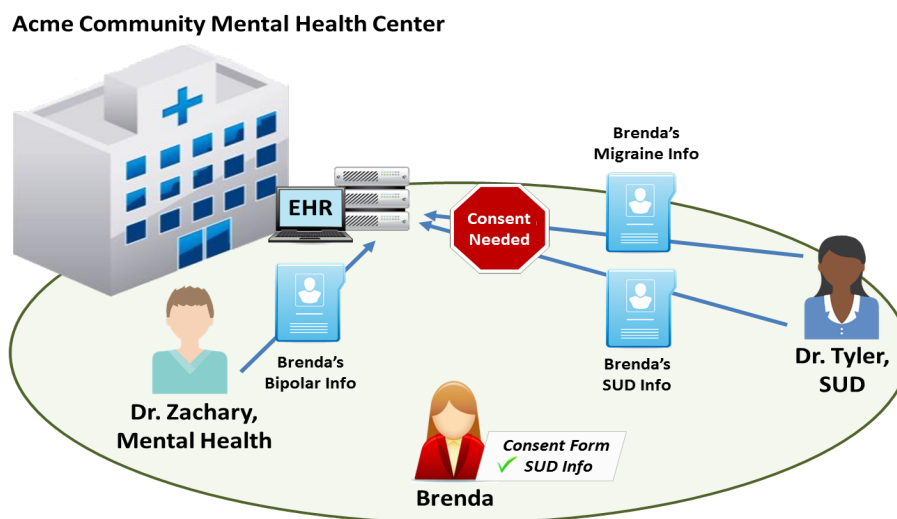 Acme Community Mental Health Center
Brenda's
Migraine Info
EHR
Consent
Needed
Brenda's
Bipolar Info
Brenda's
SUD Info
Dr. Tyler,
SUD
Dr. Zachary,
Mental Health
Consent Form
✓ SUD Info
Brenda